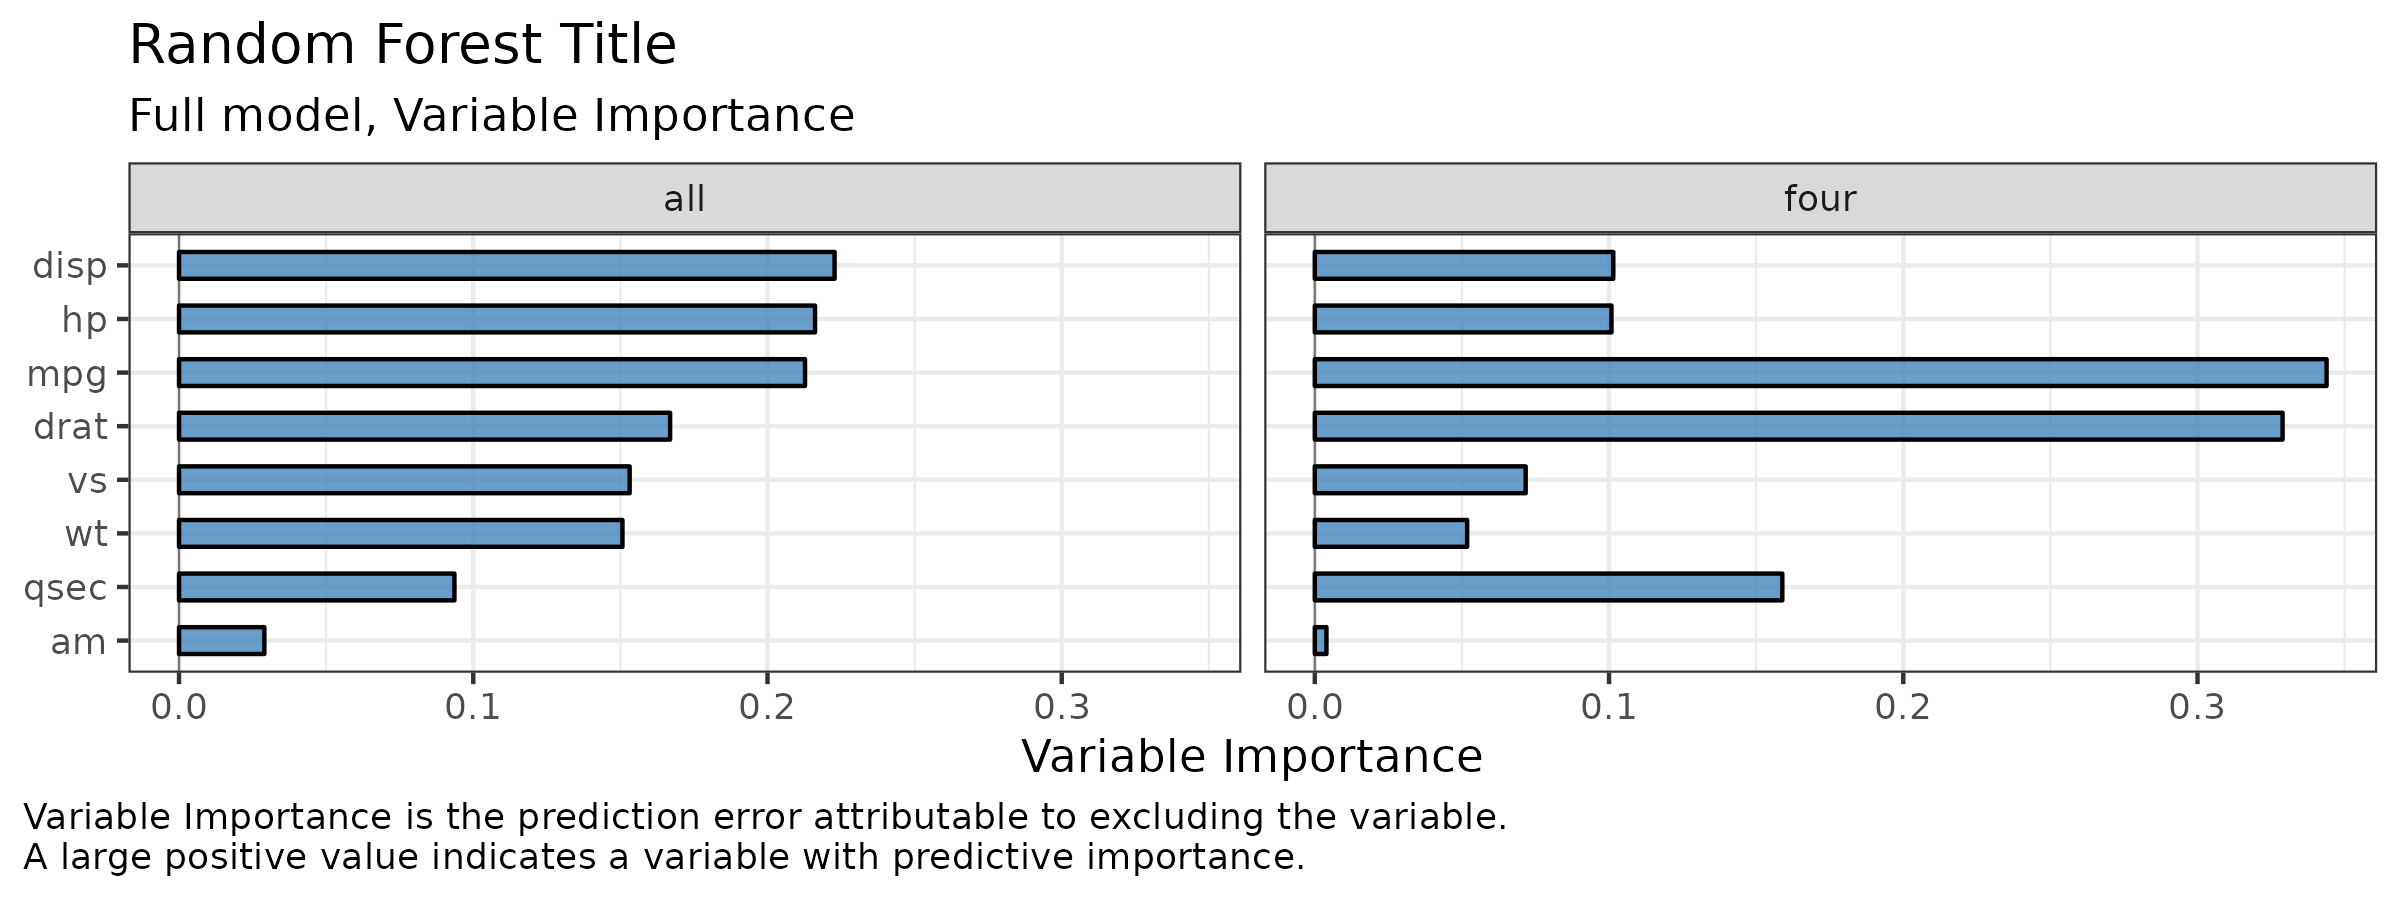 Random Forest Title
Full model, Variable Importance
all
four
disp
hp
mpg
drat
vs
wt
qsec
am
0.0 0.1 0.2 0.3
0.0 0.1 0.2 0.3
Variable Importance
Variable Importance is the prediction error attributable to excluding the variable.
A large positive value indicates a variable with predictive importance.